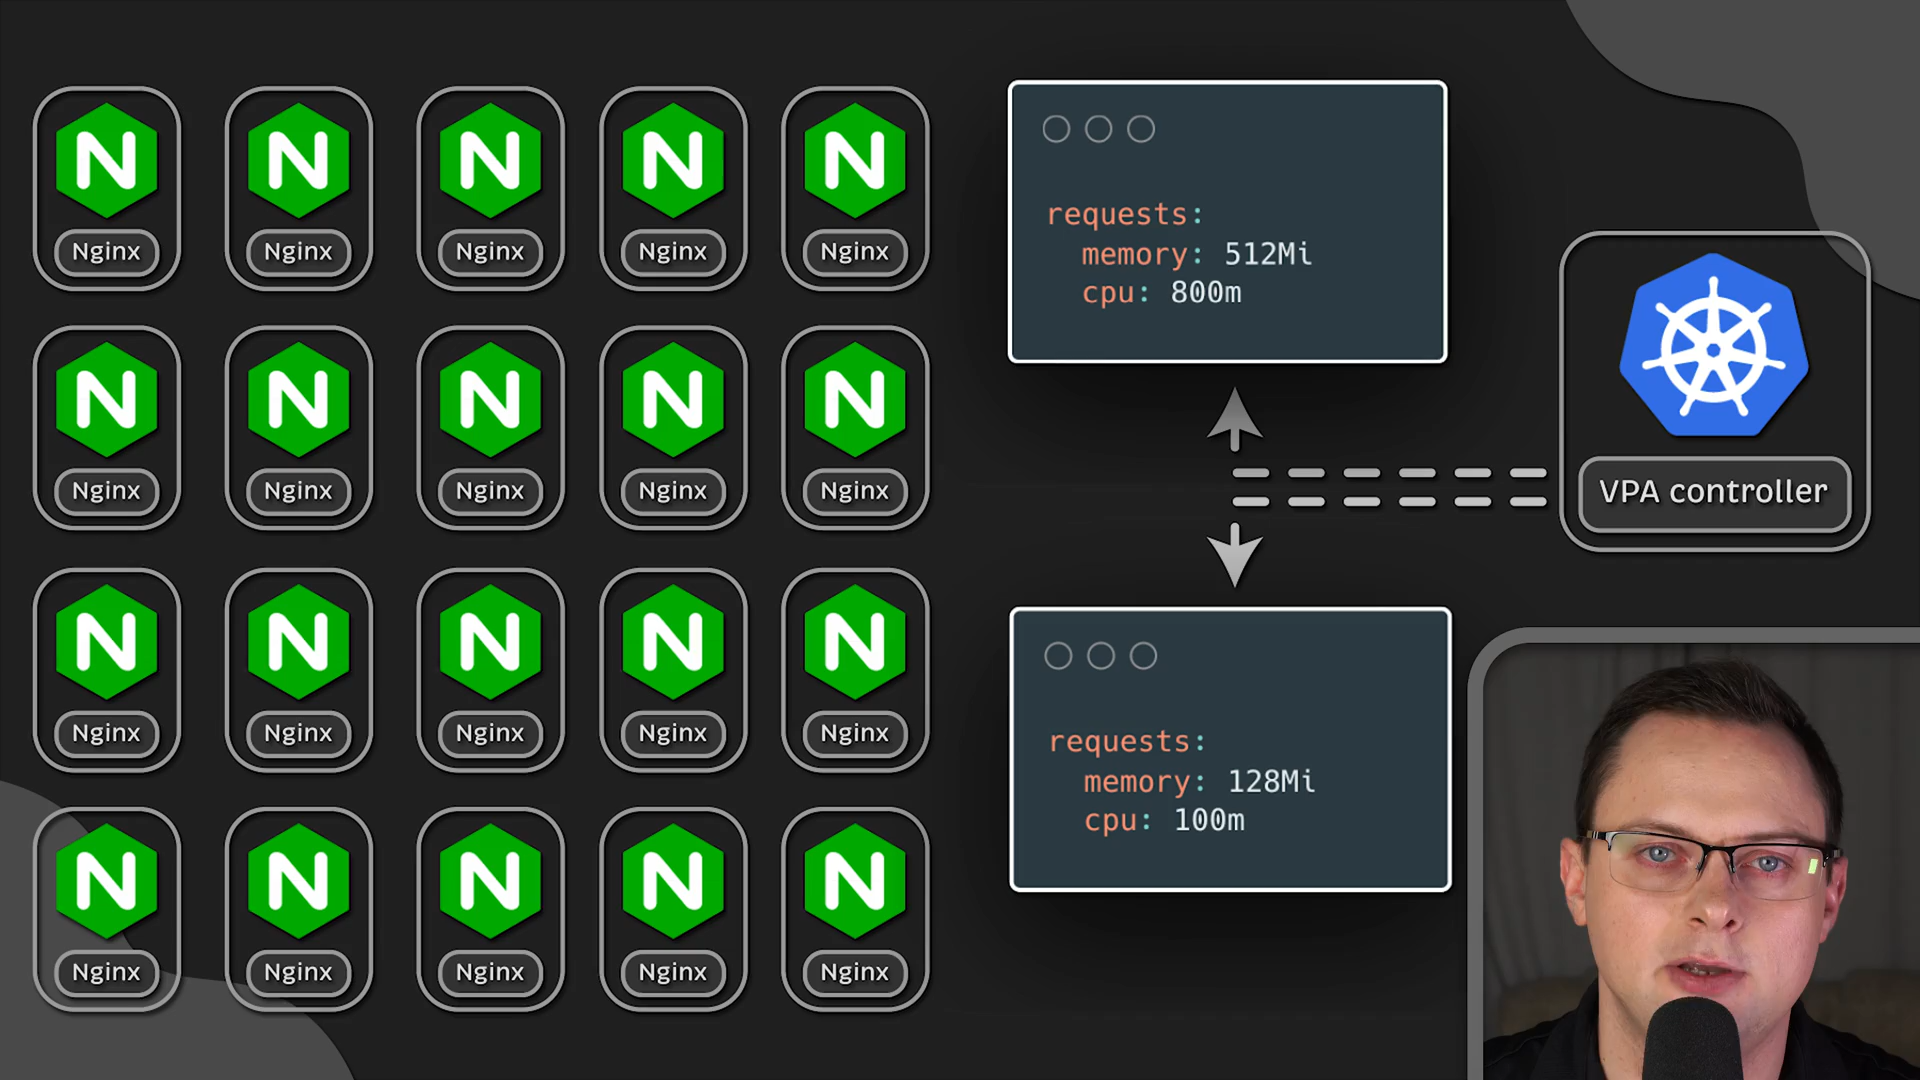 N N N N N
Nginx Nginx Nginx Nginx Nginx
N N N N N
Nginx Nginx Nginx Nginx Nginx
N N N N N
Nginx Nginx Nginx Nginx Nginx
N N N N N
Nginx Nginx Nginx Nginx Nginx
requests:
memory: 512Mi
cpu: 800m
requests:
memory: 128Mi
cpu: 100m
VPA controller